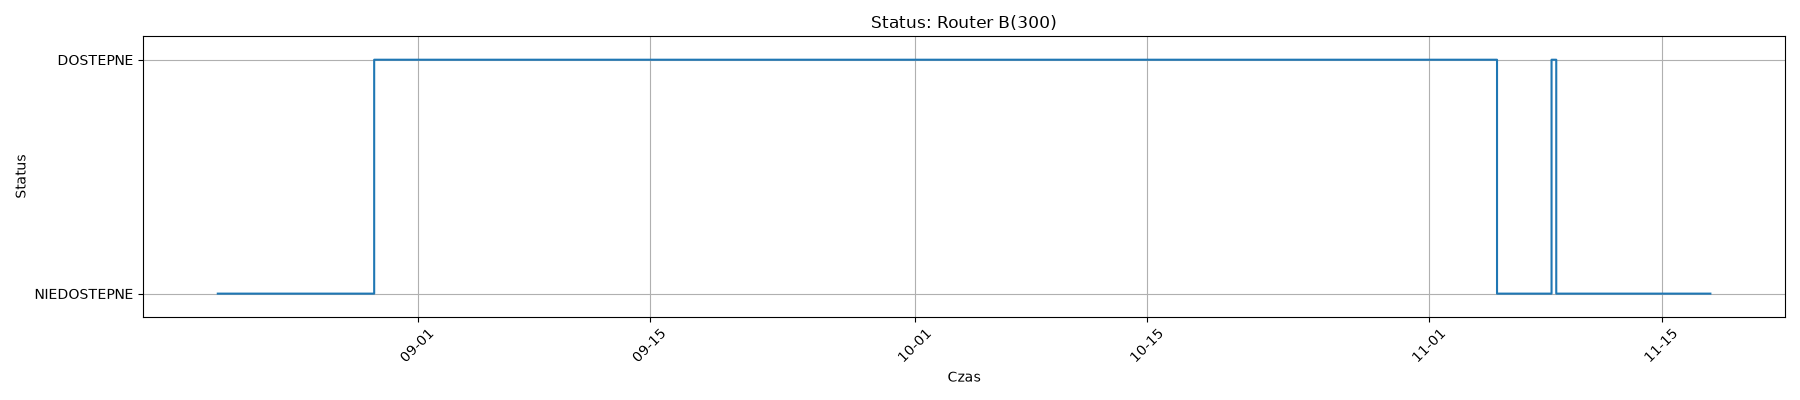 Status: Router B(300)
DOSTEPNE
NIEDOSTEPNE
Status
09-01
09-15
10-01
10-15
11-01
11-15
Czas